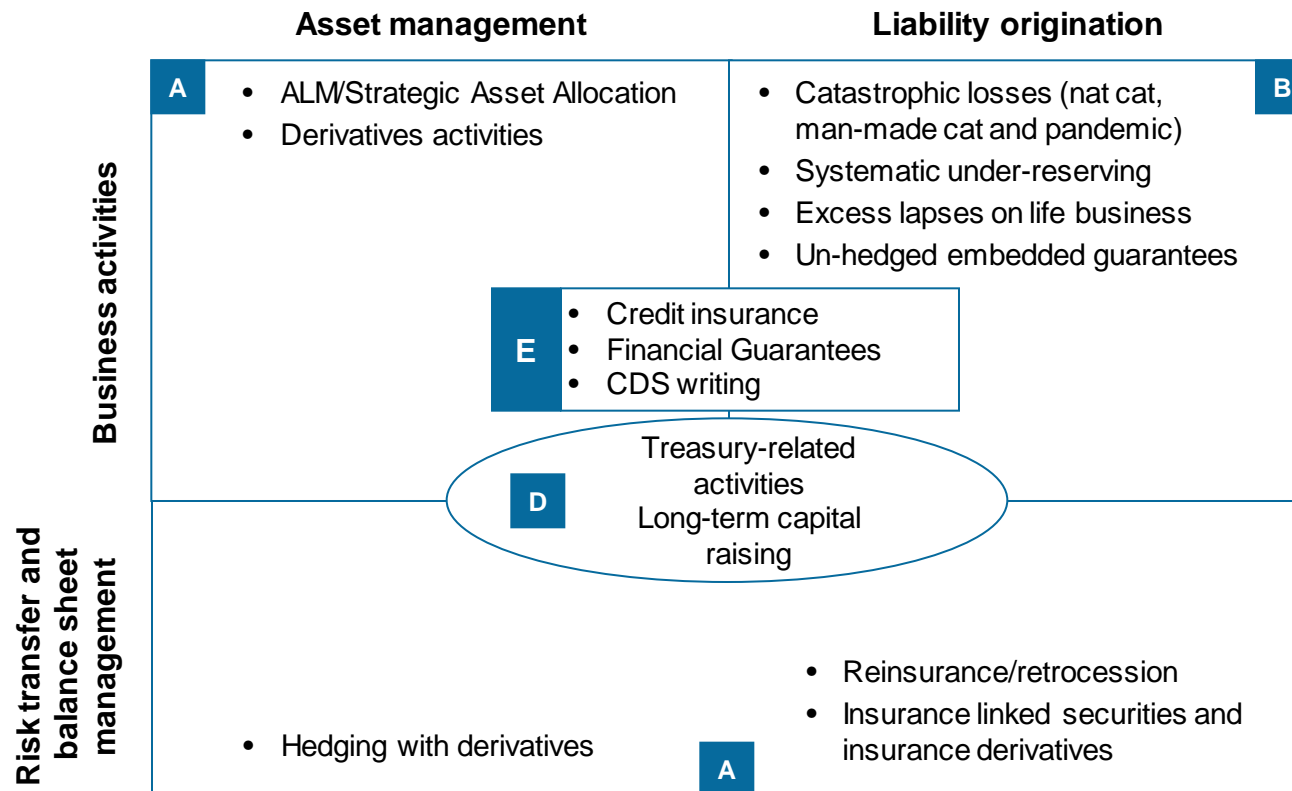 Asset management
Liability origination
Business activities
A
• ALM/Strategic Asset Allocation
• Derivatives activities
B
• Catastrophic losses (nat cat,
man-made cat and pandemic)
• Systematic under-reserving
• Excess lapses on life business
• Un-hedged embedded guarantees
E
• Credit insurance
• Financial Guarantees
• CDS writing
D
Treasury-related
activities
Long-term capital
raising
Risk transfer and
balance sheet
management
• Hedging with derivatives
A
• Reinsurance/retrocession
• Insurance linked securities and
insurance derivatives